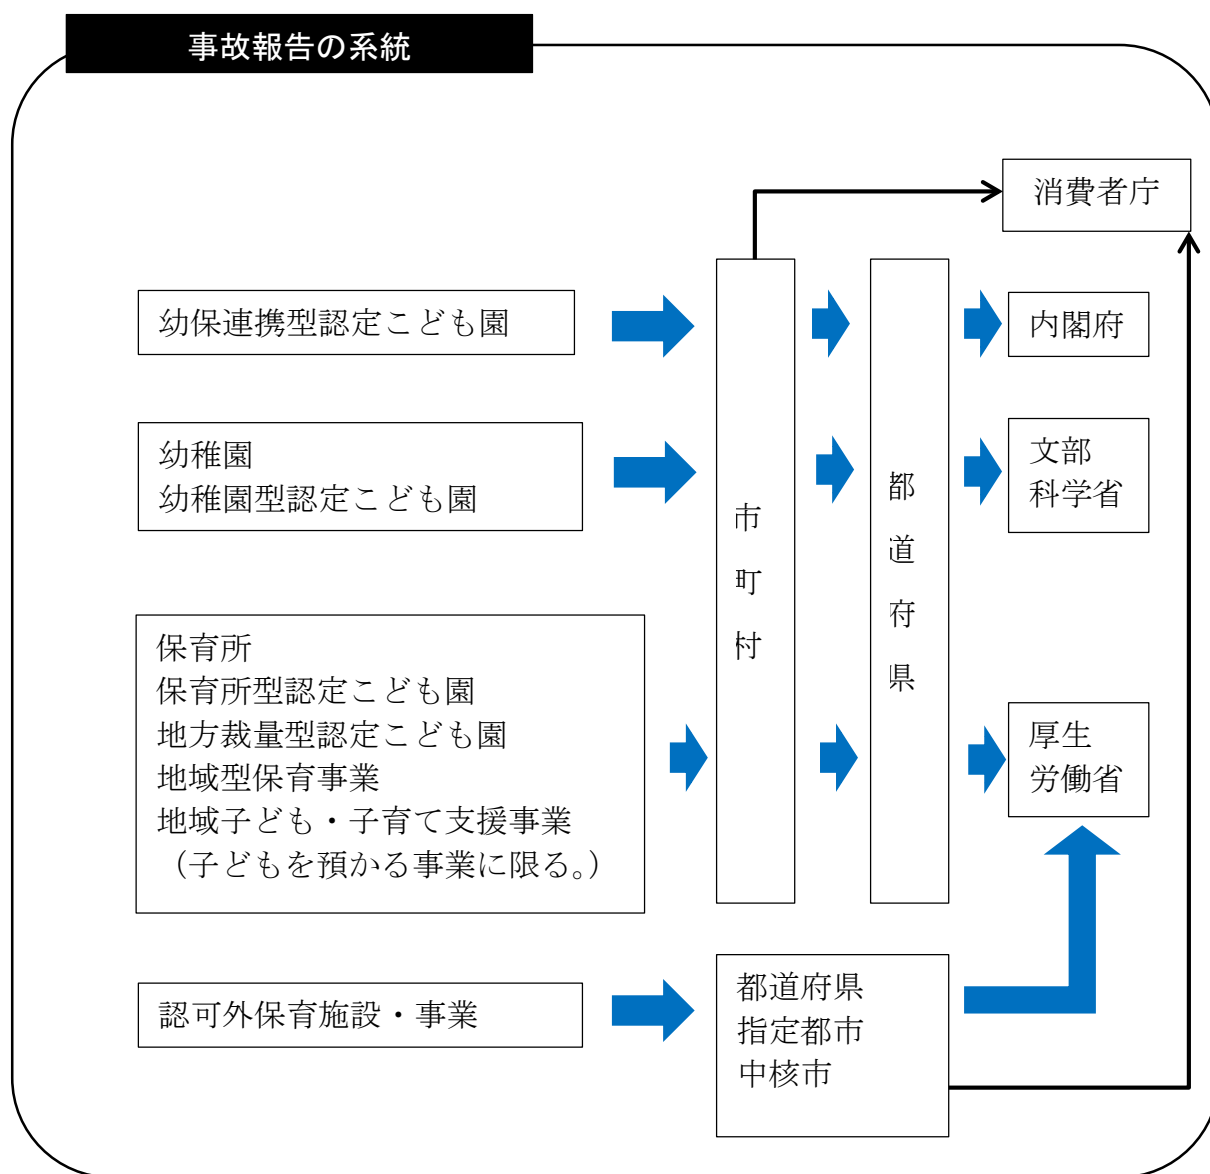 事故報告の系統
消費者庁
幼保連携型認定こども園
内閣府
幼稚園
幼稚園型認定こども園
市町村
都道府県
文部
科学省
保育所
保育所型認定こども園
地方裁量型認定こども園
地域型保育事業
地域子ども・子育て支援事業
（子どもを預かる事業に限る。）
厚生
労働省
認可外保育施設・事業
都道府県
指定都市
中核市